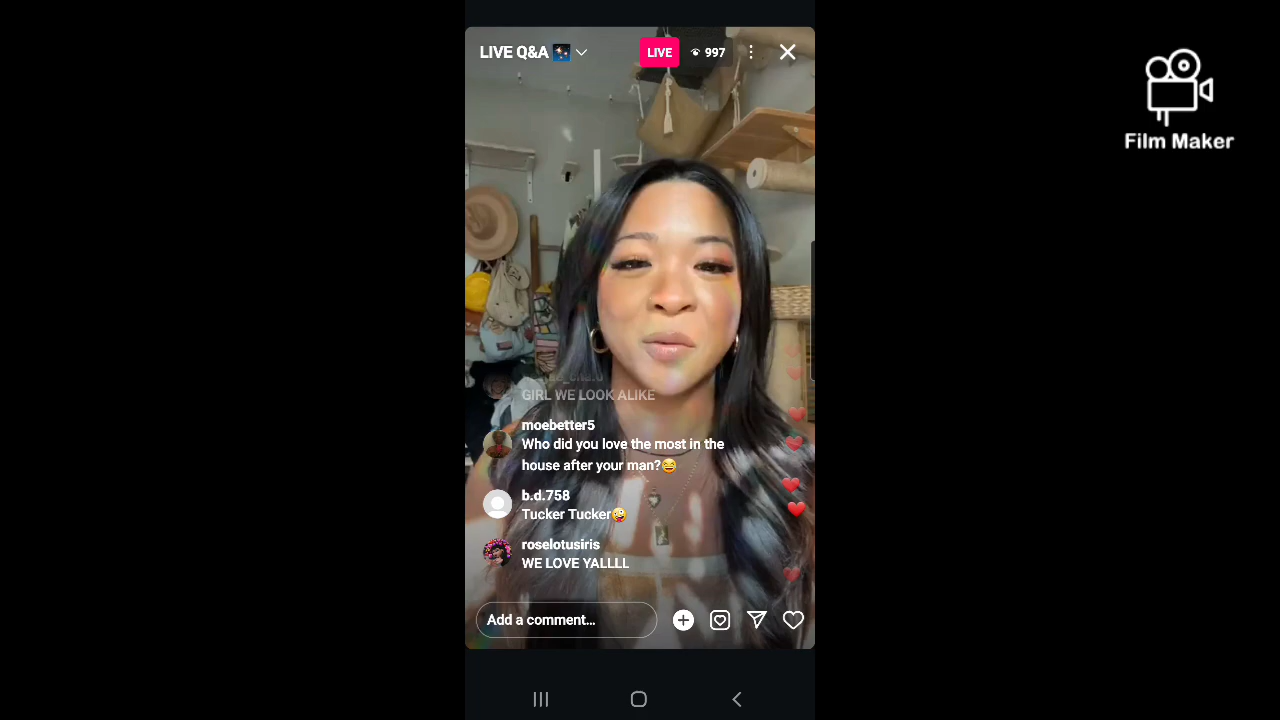 LIVE Q&A
LIVE
997
Film Maker
GIRL WE LOOK ALIKE
moebetter5
Who did you love the most in the
house after your man?😆
b.d.758
Tucker Tucker🤪
roselotusiris
WE LOVE YALLLL
Add a comment...